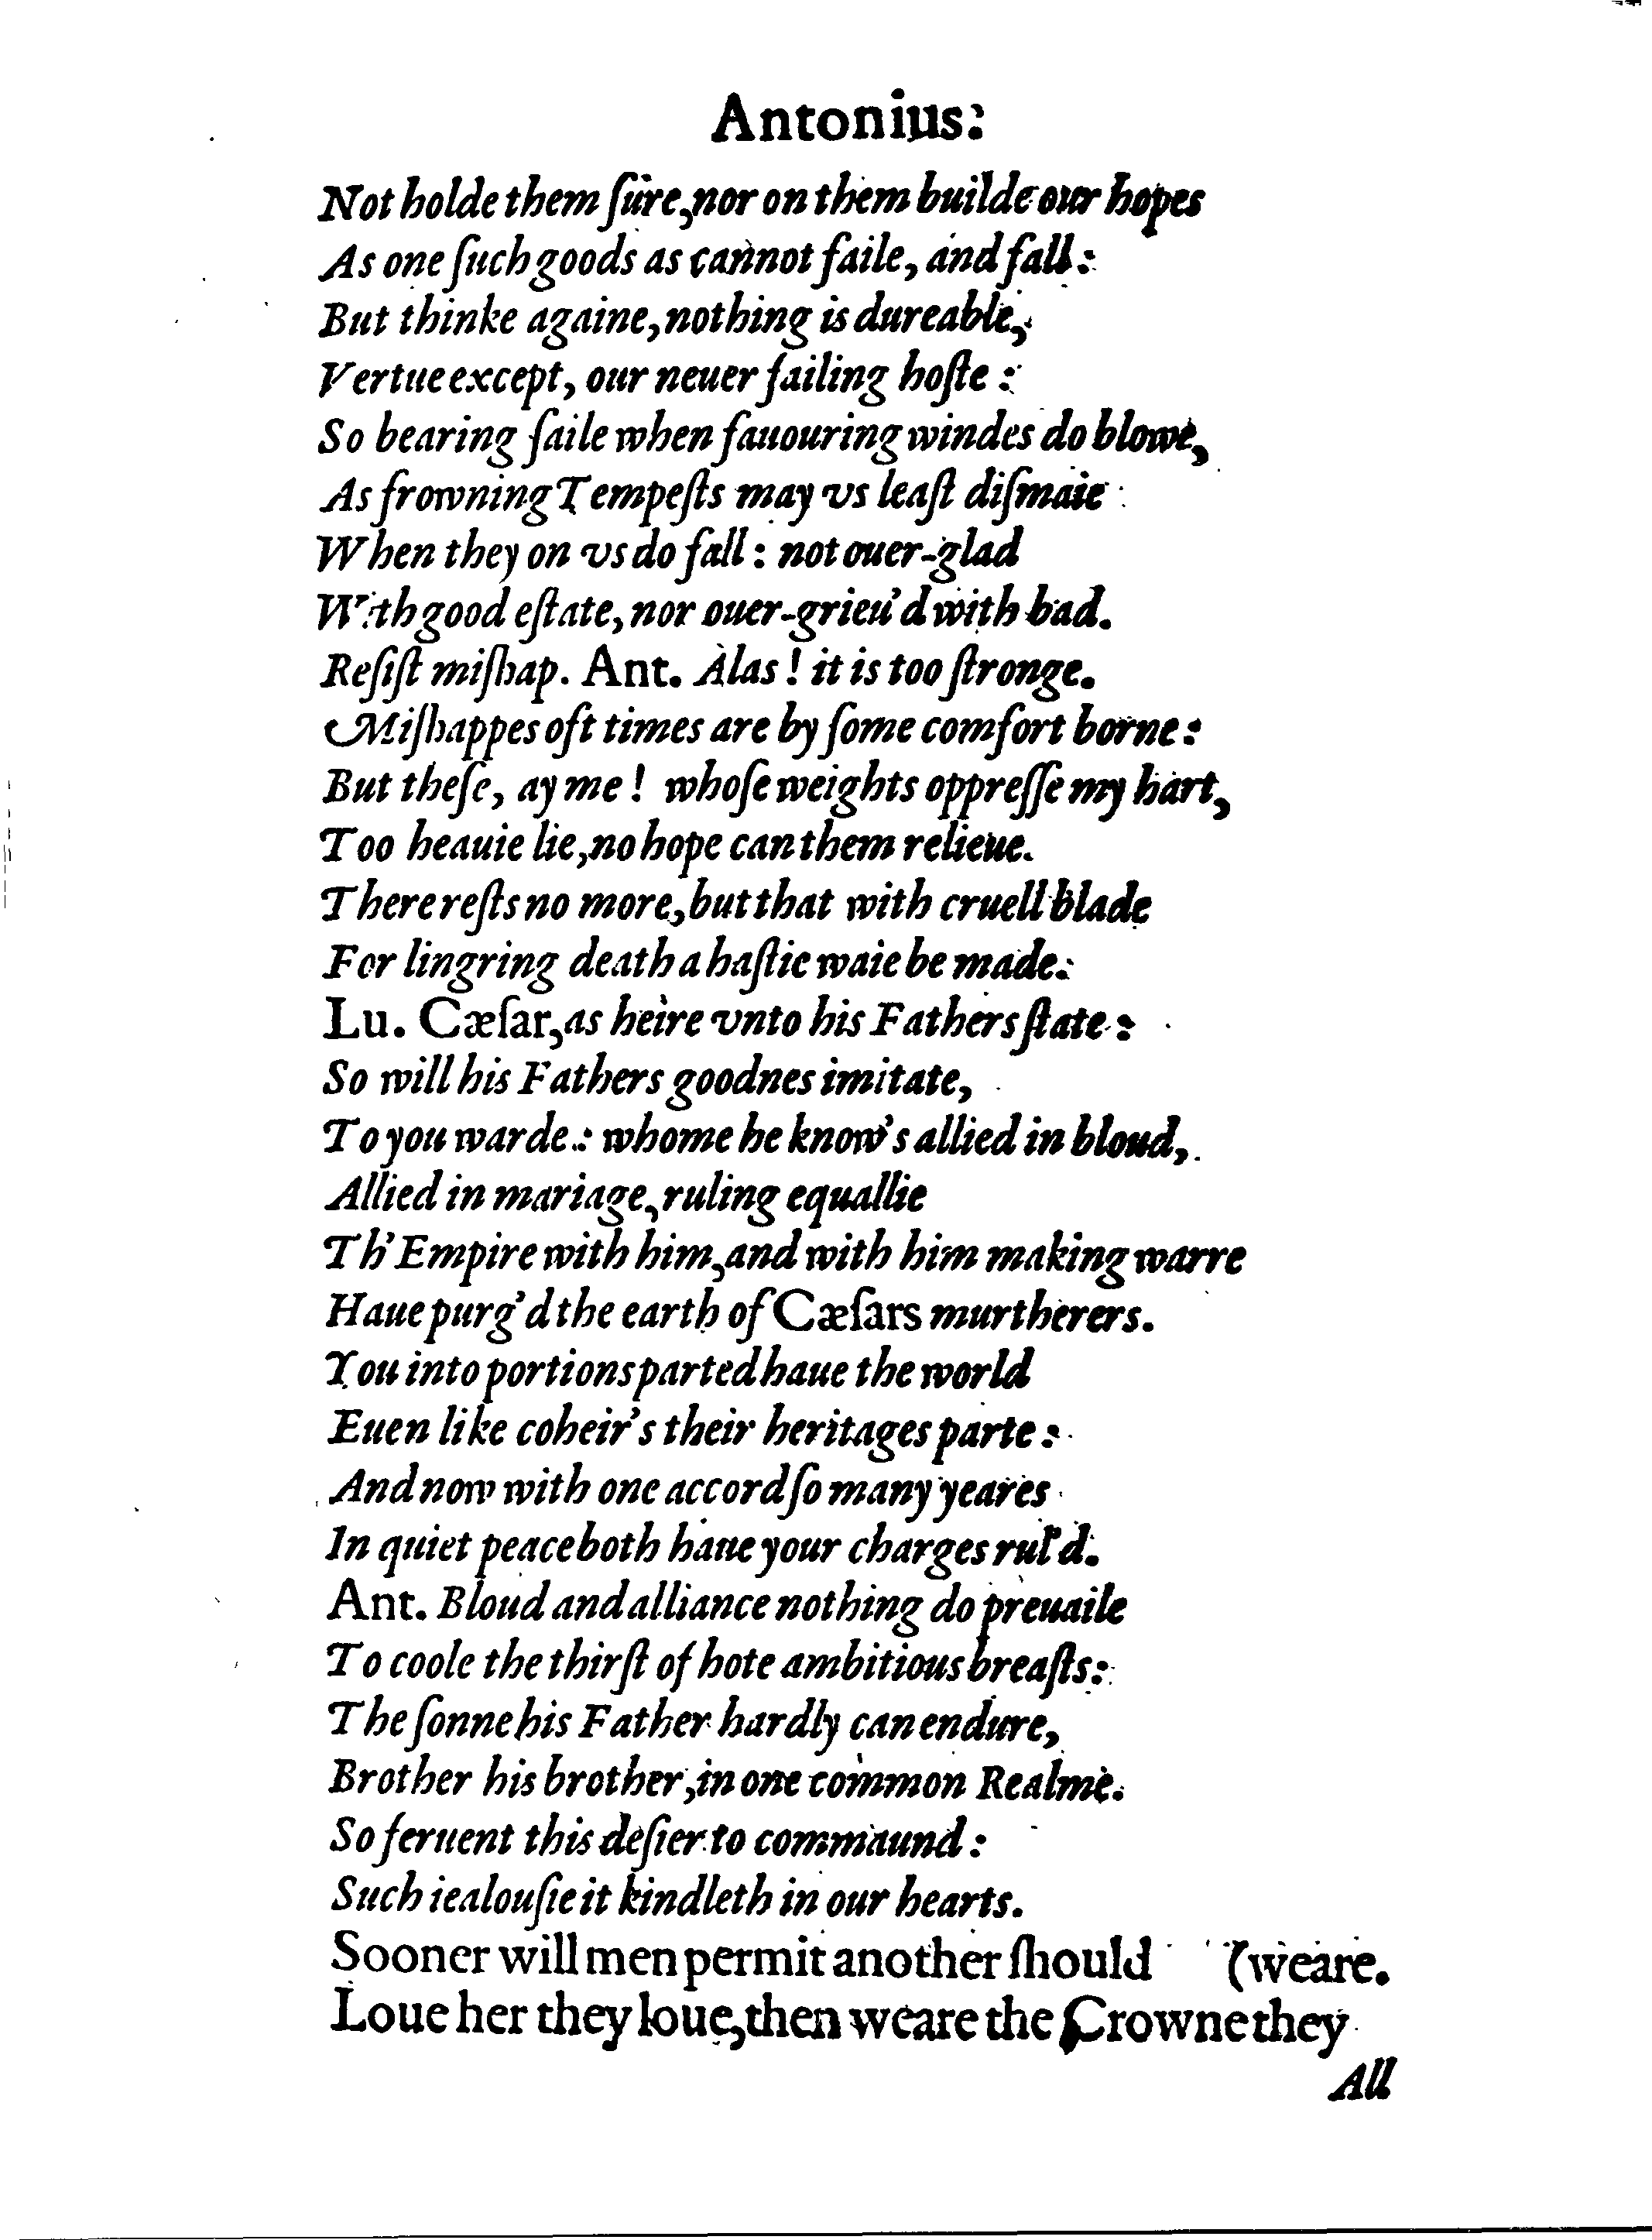 Antonius:
Not holde them ſure, nor on them builde our hopes
As one ſuch goods as cannot faile, and fall:
But thinke againe, nothing is dureable,
Vertue except, our neuer failing hoſte:
So bearing ſaile when fauouring windes do blowe,
As frowning Tempeſts may vs leaſt diſmaie
When they on vs do fall: not ouer-glad
With good eſtate, nor ouer-grieu'd with bad.
Reſiſt miſhap. Ant. Alas! it is too ſtronge.
Miſhappes oft times are by ſome comfort borne:
But theſe, ay me! whoſe weights oppreſſe my hart,
Too heauie lie, no hope can them relieue.
There reſts no more, but that with cruell blade
For lingring death a haſtie waie be made.
Lu. Cæſar, as heire vnto his Fathers ſtate:
So will his Fathers goodnes imitate,
To you warde: whome he know's allied in bloud,
Allied in mariage, ruling equallie
Th'Empire with him, and with him making warre
Haue purg'd the earth of Cæſars murtherers.
You into portions parted haue the world
Euen like coheir's their heritages parte:
And now with one accord ſo many yeares
In quiet peace both haue your charges rul'd.
Ant. Bloud and alliance nothing do preuaile
To coole the thirſt of hote ambitious breaſts:
The ſonne his Father hardly can endure,
Brother his brother, in one common Realme.
So feruent this deſier to commaund:
Such iealouſie it kindleth in our hearts.
Sooner will men permit another ſhould (weare.
Loue her they loue, then weare the Crowne they
All